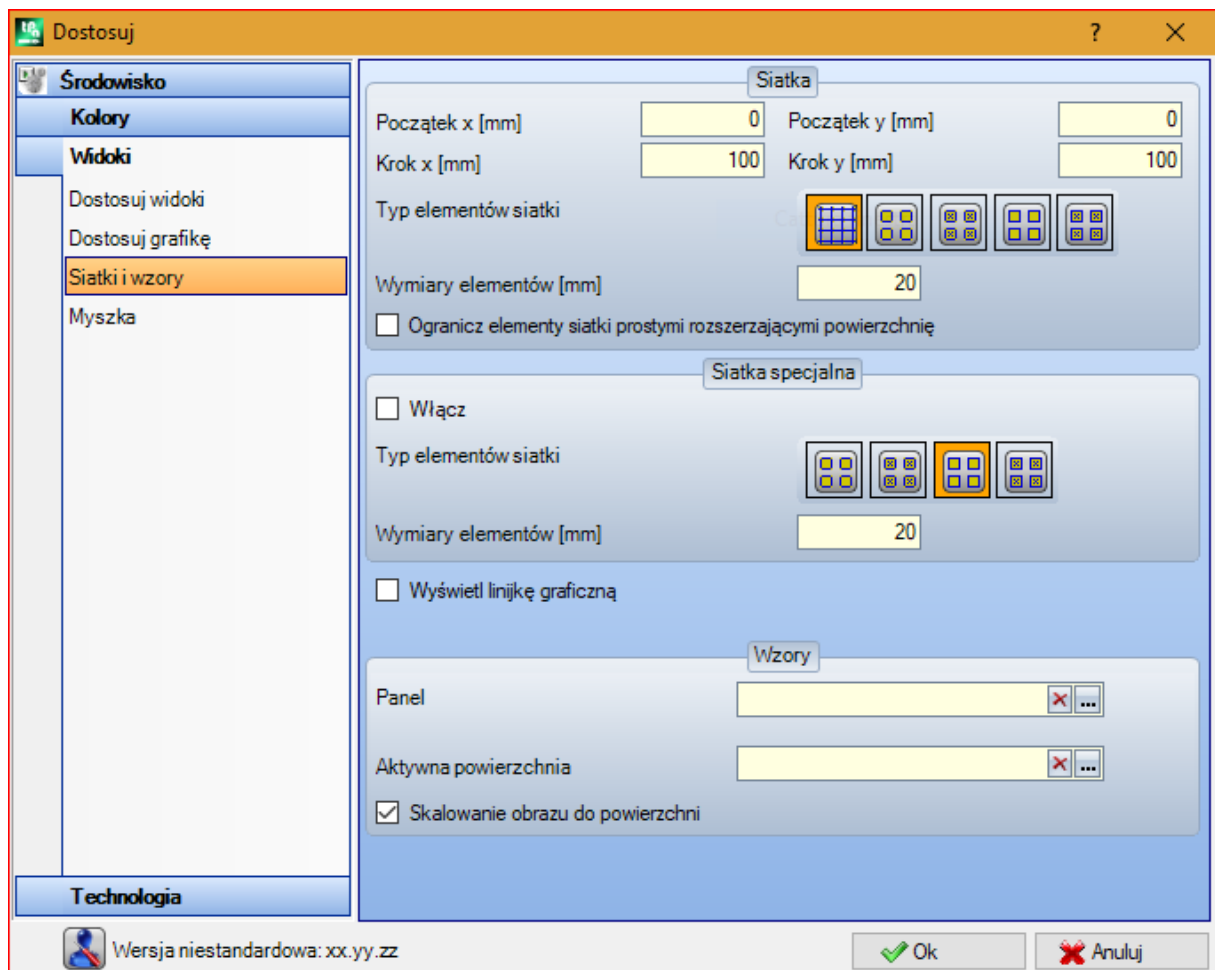 Dostosuj
?
Środowisko
Kolory
Widoki
Dostosuj widoki
Dostosuj grafikę
Siatki i wzory
Myszka
Technologia
Siatka
Początek x [mm] 0 Początek y [mm] 0
Krok x [mm] 100 Krok y [mm] 100
Typ elementów siatki
Wymiary elementów [mm] 20
Ogranicz elementy siatki prostymi rozszerzającymi powierzchnię
Siatka specjalna
Włącz
Typ elementów siatki
Wymiary elementów [mm] 20
Wyświetl linijkę graficzną
Wzory
Panel ...
Aktywna powierzchnia ...
Skalowanie obrazu do powierzchni
Wersja niestandardowa: xx.yy.zz Ok Anuluj